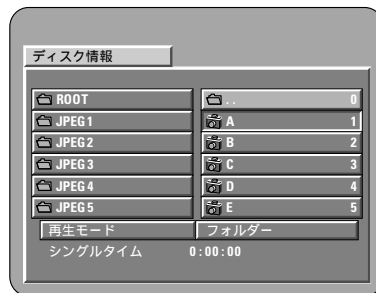 ディスク情報
ROOT
JPEG1
JPEG2
JPEG3
JPEG4
JPEG5
.. 0
A 1
B 2
C 3
D 4
E 5
再生モード フォルダー
シングルタイム 0:00:00